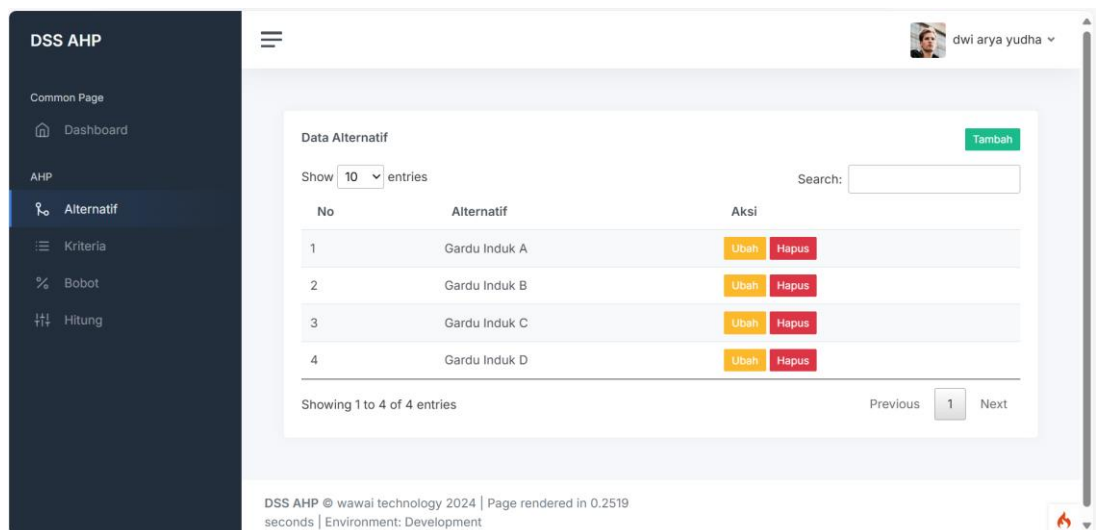 DSS AHP
dwi arya yudha
Common Page
Dashboard
AHP
Alternatif
Kriteria
Bobot
Hitung
Data Alternatif
Tambah
Show 10 entries
Search:
No Alternatif Aksi
1 Gardu Induk A Ubah Hapus
2 Gardu Induk B Ubah Hapus
3 Gardu Induk C Ubah Hapus
4 Gardu Induk D Ubah Hapus
Showing 1 to 4 of 4 entries
Previous 1 Next
DSS AHP © wawai technology 2024 | Page rendered in 0.2519
seconds | Environment: Development